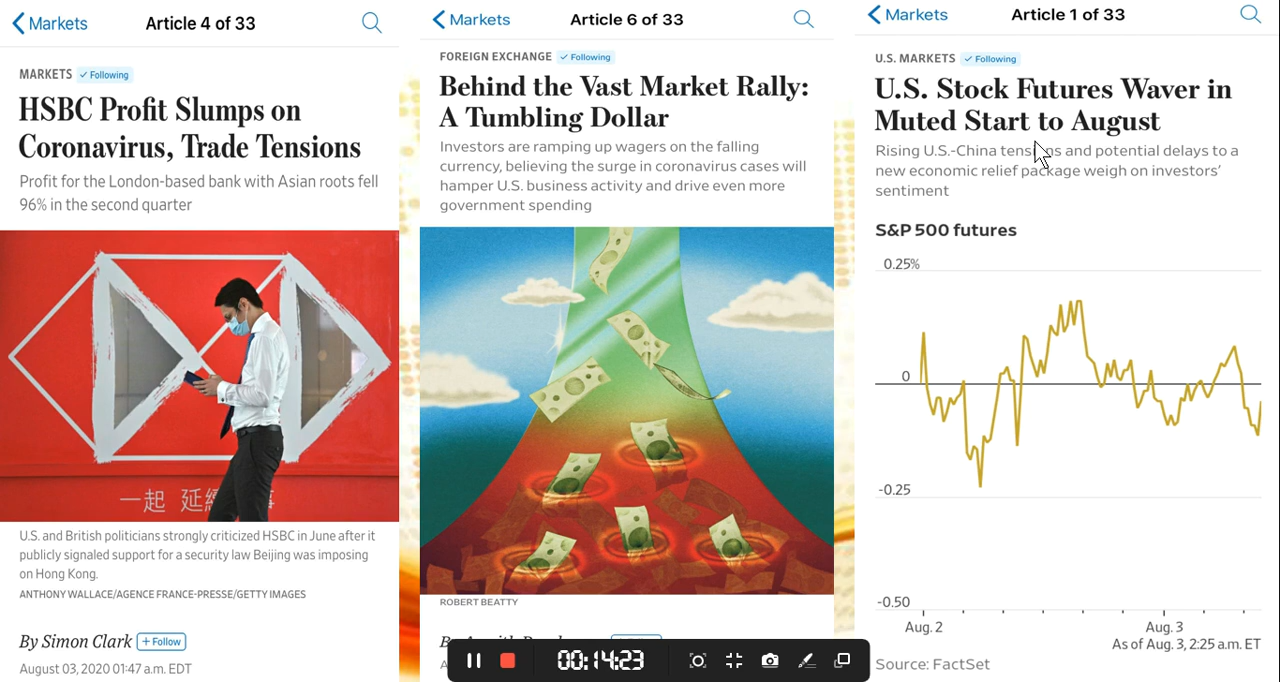 Markets
Article 4 of 33
MARKETS
Following
HSBC Profit Slumps on
Coronavirus, Trade Tensions
Profit for the London-based bank with Asian roots fell
96% in the second quarter
一起 延續
U.S. and British politicians strongly criticized HSBC in June after it
publicly signaled support for a security law Beijing was imposing
on Hong Kong.
ANTHONY WALLACE/AGENCE FRANCE-PRESSE/GETTY IMAGES
By Simon Clark
+ Follow
August 03, 2020 01:47 a.m. EDT
Markets
Article 6 of 33
FOREIGN EXCHANGE
Following
Behind the Vast Market Rally:
A Tumbling Dollar
Investors are ramping up wagers on the falling
currency, believing the surge in coronavirus cases will
hamper U.S. business activity and drive even more
government spending
ROBERT BEATTY
00:14:23
Markets
Article 1 of 33
U.S. MARKETS
Following
U.S. Stock Futures Waver in
Muted Start to August
Rising U.S.-China tensions and potential delays to a
new economic relief package weigh on investors’
sentiment
S&P 500 futures
0.25%
0
-0.25
-0.50
Aug. 2
Aug. 3
As of Aug. 3, 2:25 a.m. ET
Source: FactSet